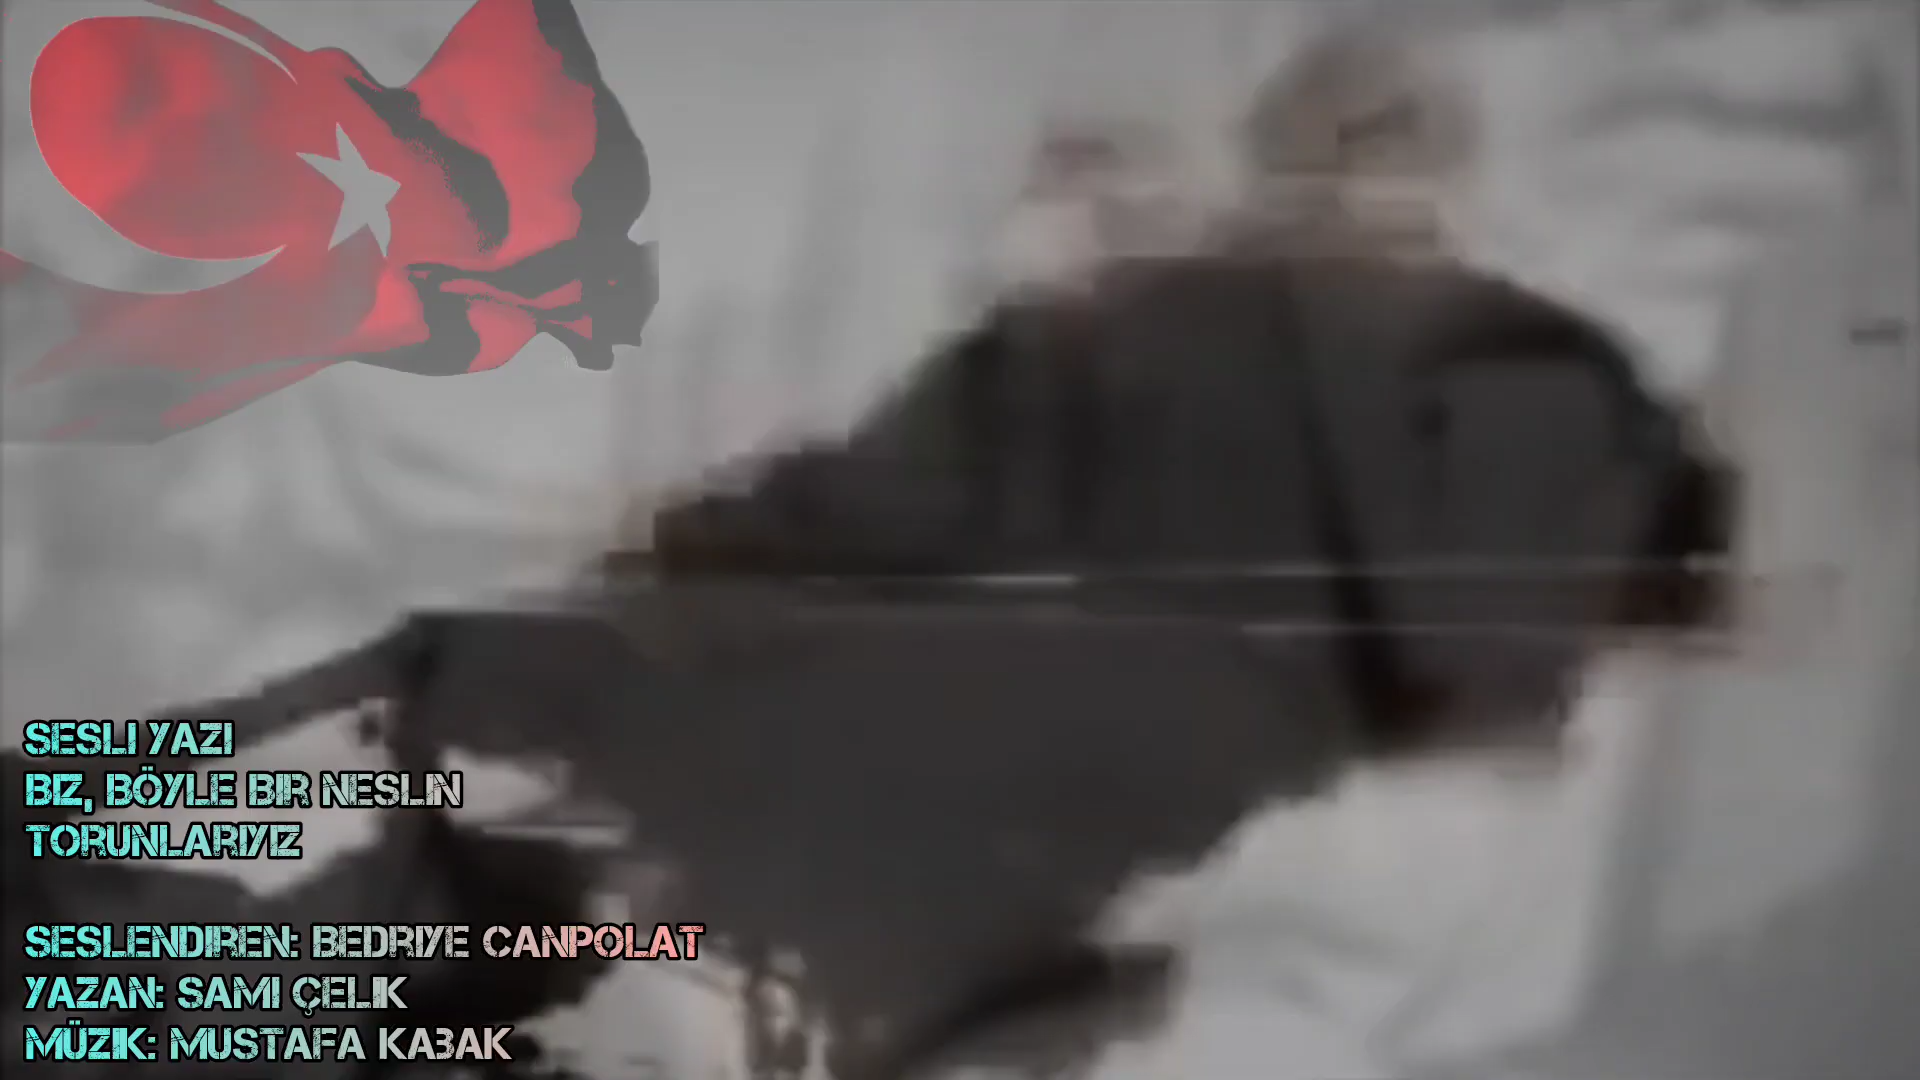 SESLI YAZI
BIZ, BÖYLE BIR NESLIN
TORUNLARIYIZ
SESLENDIREN: BEDRIYE CANPOLAT
YAZAN: SAMI ÇELIK
MÜZIK: MUSTAFA KABAK